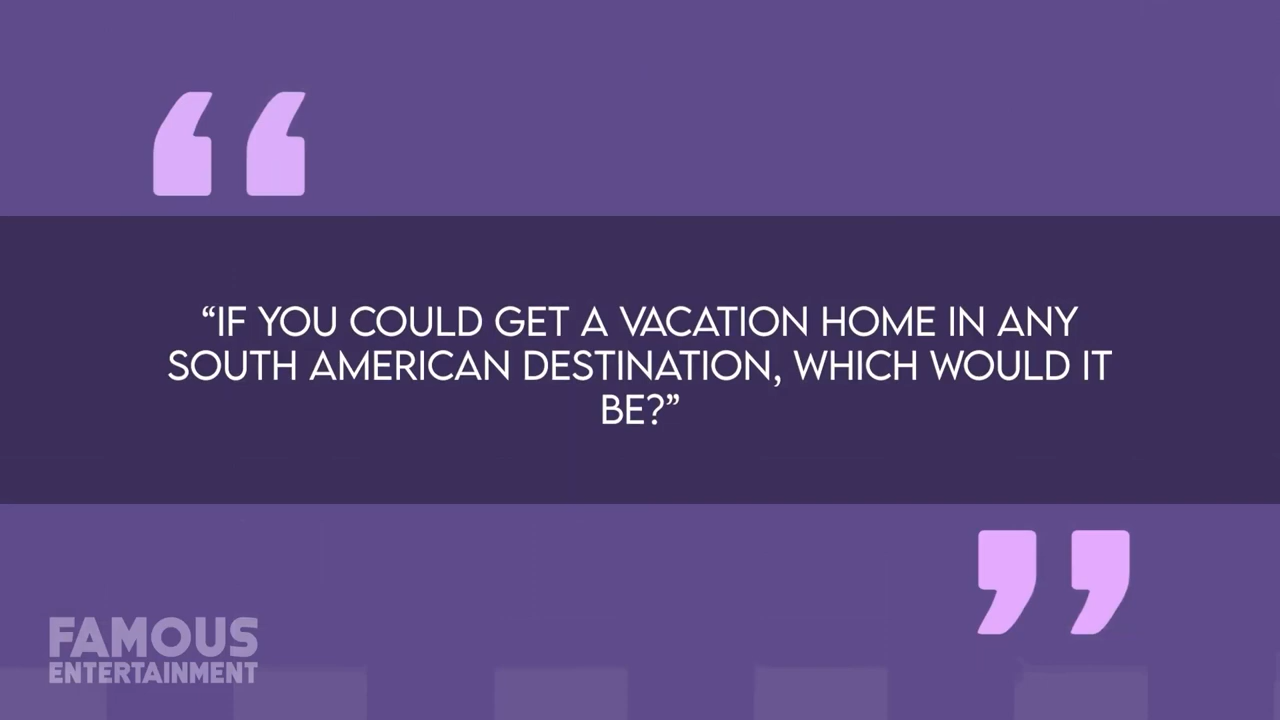 “IF YOU COULD GET A VACATION HOME IN ANY
SOUTH AMERICAN DESTINATION, WHICH WOULD IT
BE?”
FAMOUS
ENTERTAINMENT